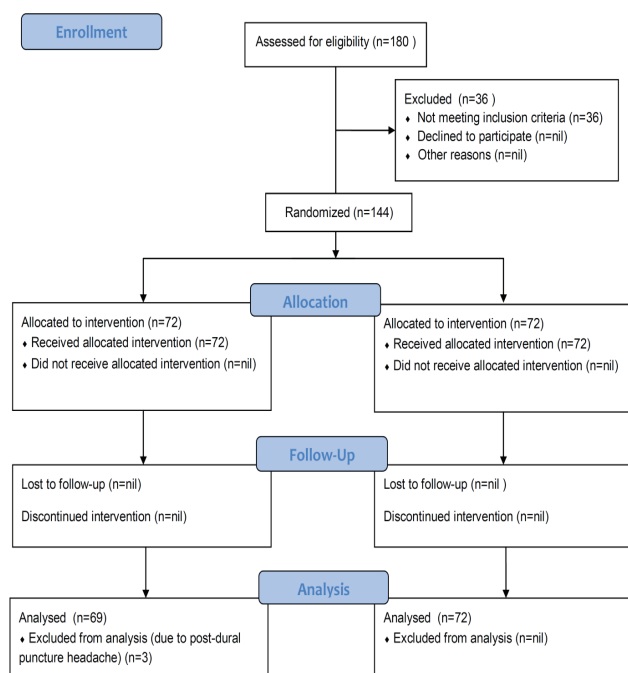 Enrollment
Assessed for eligibility (n=180 )
Excluded (n=36 )
♦ Not meeting inclusion criteria (n=36)
♦ Declined to participate (n=nil)
♦ Other reasons (n=nil)
Randomized (n=144)
Allocation
Allocated to intervention (n=72)
♦ Received allocated intervention (n=72)
♦ Did not receive allocated intervention (n=nil)
Allocated to intervention (n=72)
♦ Received allocated intervention (n=72)
♦ Did not receive allocated intervention (n=nil)
Follow-Up
Lost to follow-up (n=nil)
Discontinued intervention (n=nil)
Lost to follow-up (n=nil )
Discontinued intervention (n=nil)
Analysis
Analysed (n=69)
♦ Excluded from analysis (due to post-dural
puncture headache) (n=3)
Analysed (n=72)
♦ Excluded from analysis (n=nil)